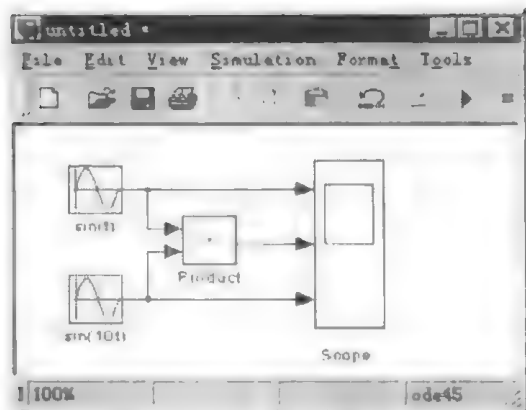 untitled *
File Edit View Simulation Format Tools
sin(t)
Product
sin(10t)
Scope
100% ode45